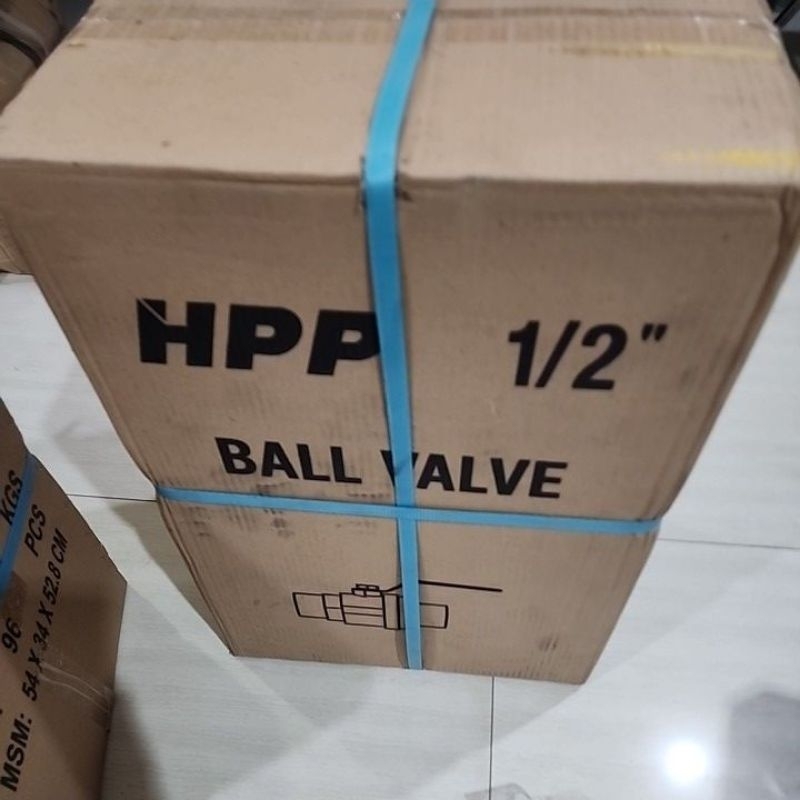 HPP 1/2"
BALL VALVE
KGS
96 PCS
MSM: 54 X 34 X 52.8 CM